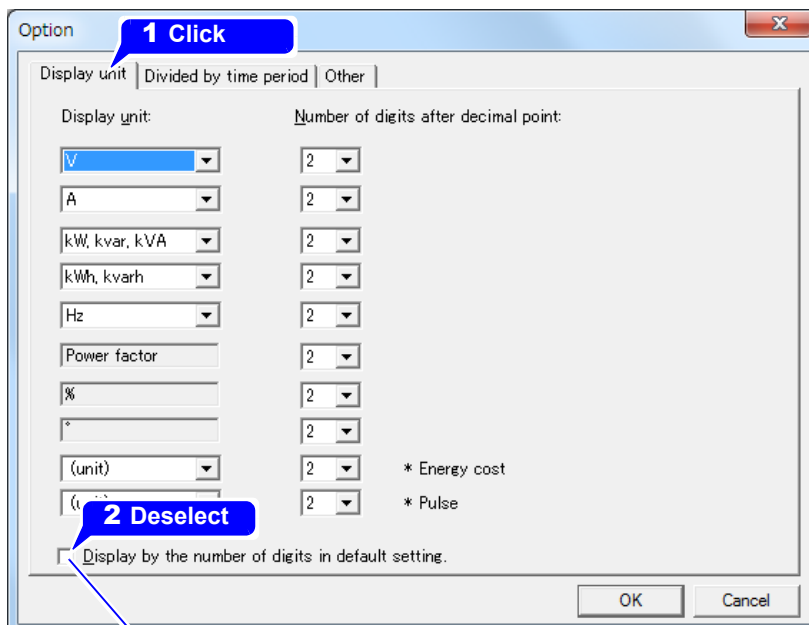 Option
1 Click
Display unit Divided by time period Other
Display unit: Number of digits after decimal point:
V 2
A 2
kW, kvar, kVA 2
kWh, kvarh 2
Hz 2
Power factor 2
% 2
° 2
(unit) 2 * Energy cost
2 * Pulse
2 Deselect
Display by the number of digits in default setting.
OK Cancel